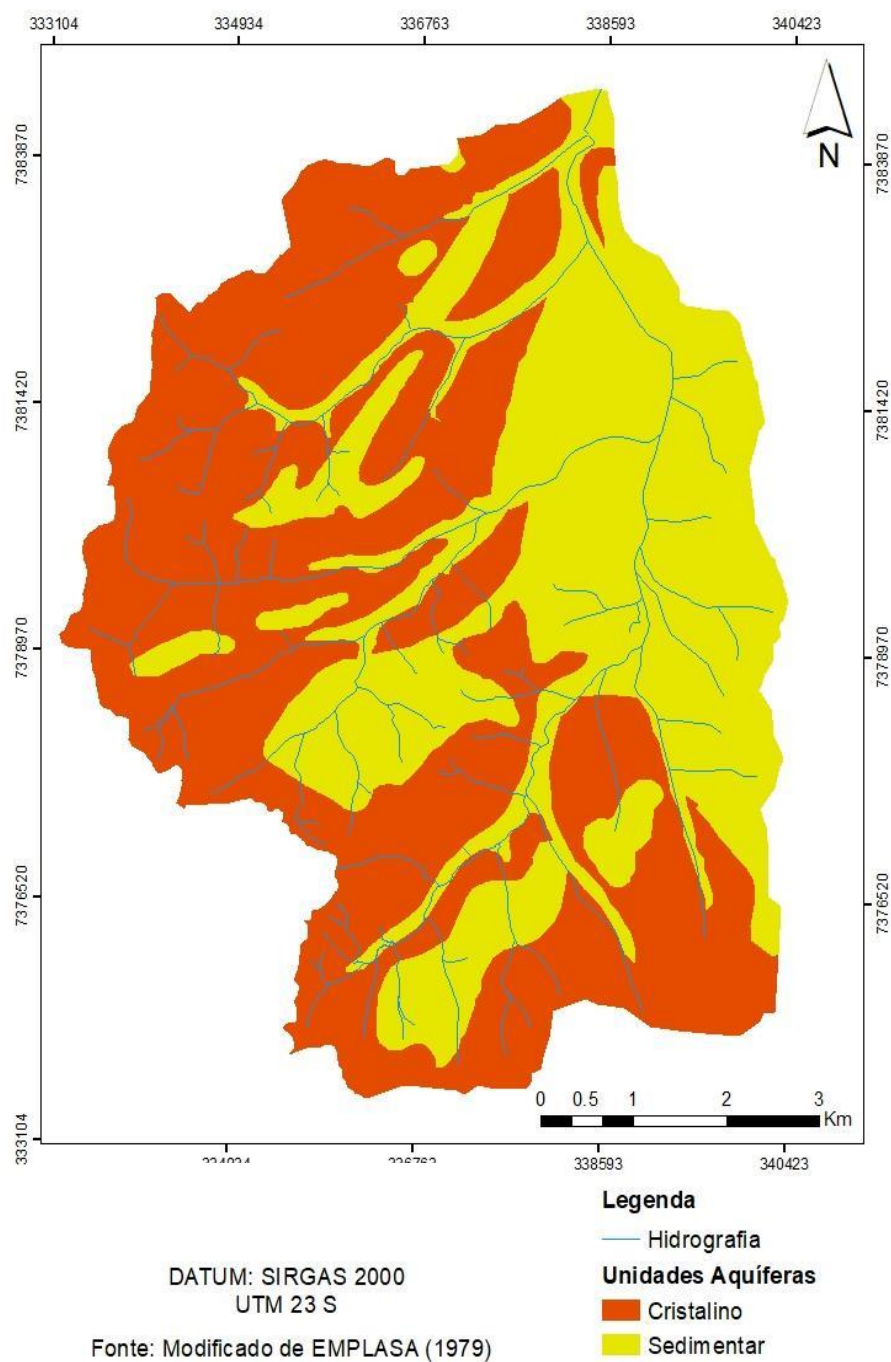 333104 334934 336763 338593 340423
N
7383870 7383870
7381420 7381420
7378970 7378970
7376520 7376520
333104
0 0.5 1 2 3
Km
334934 336763 338593 340423
Legenda
Hidrografia
DATUM: SIRGAS 2000
UTM 23 S
Unidades Aquíferas
Cristalino
Sedimentar
Fonte: Modificado de EMPLASA (1979)